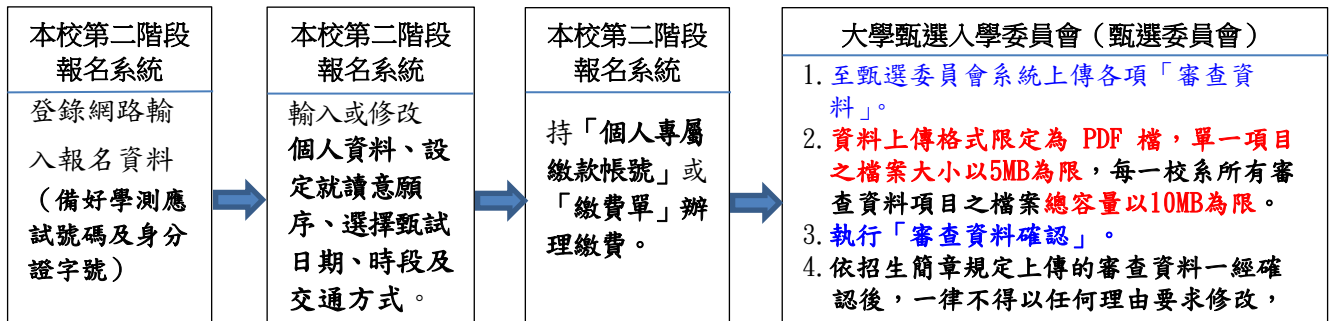 本校第二階段
報名系統
登錄網路輸
入報名資料
（備好學測應
試號碼及身分
證字號）
本校第二階段
報名系統
輸入或修改
個人資料、設
定就讀意願
序、選擇甄試
日期、時段及
交通方式。
本校第二階段
報名系統
持「個人專屬
繳款帳號」或
「繳費單」辦
理繳費。
大學甄選入學委員會（甄選委員會）
1.至甄選委員會系統上傳各項「審查資
料」。
2.資料上傳格式限定為 PDF 檔，單一項目
之檔案大小以5MB為限，每一校系所有審
查資料項目之檔案總容量以10MB為限。
3.執行「審查資料確認」。
4.依招生簡章規定上傳的審查資料一經確
認後，一律不得以任何理由要求修改，